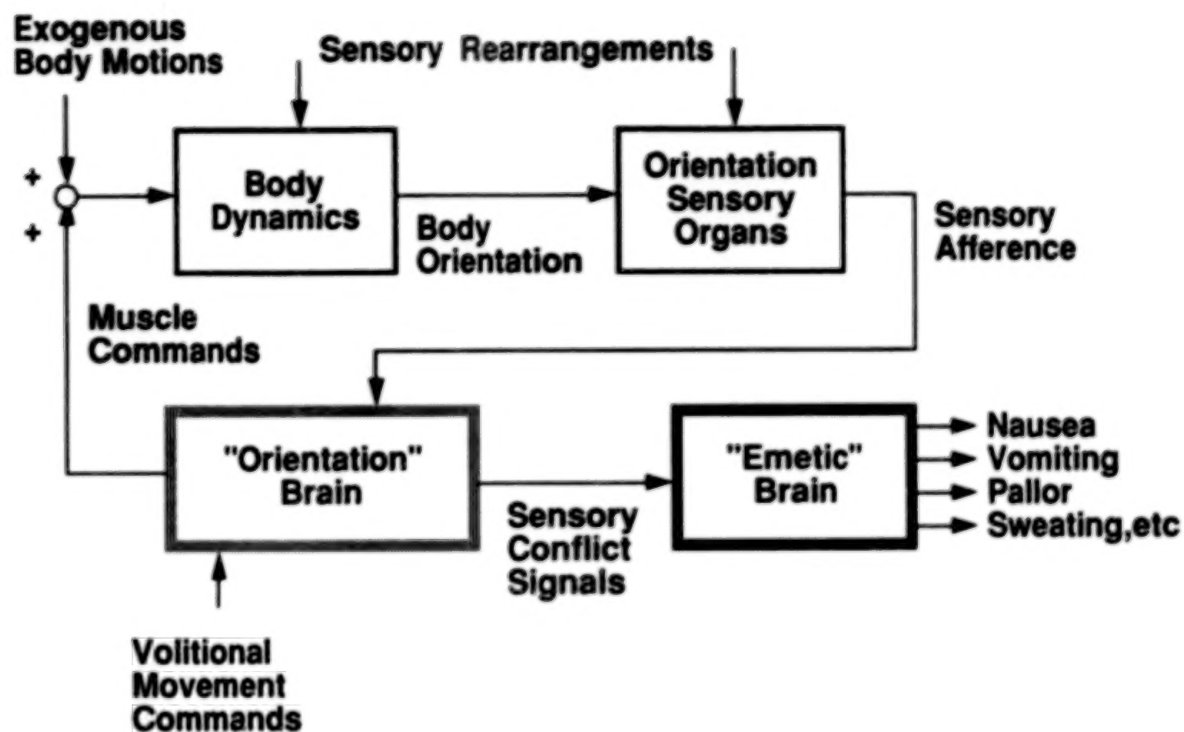 Exogenous
Body Motions
Sensory Rearrangements
+
+
Body
Dynamics
Body
Orientation
Orientation
Sensory
Organs
Sensory
Afference
Muscle
Commands
"Orientation"
Brain
Sensory
Conflict
Signals
"Emetic"
Brain
Nausea
Vomiting
Pallor
Sweating,etc
Volitional
Movement
Commands